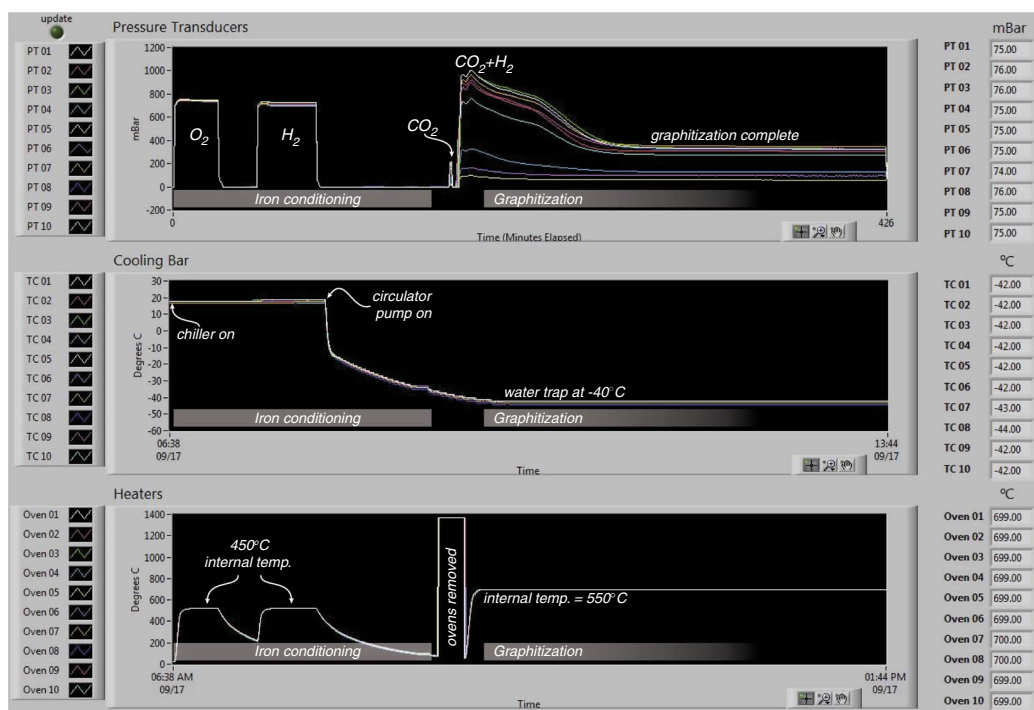 update
Pressure Transducers
mBar
PT 01
PT 02
PT 03
PT 04
PT 05
PT 06
PT 07
PT 08
PT 09
PT 10
mBar
1200
1000
800
600
400
200
0
-200
O2
H2
CO2
CO2+H2
graphitization complete
Iron conditioning
Graphitization
0
426
Time (Minutes Elapsed)
PT 01 75.00
PT 02 76.00
PT 03 76.00
PT 04 75.00
PT 05 75.00
PT 06 75.00
PT 07 74.00
PT 08 76.00
PT 09 75.00
PT 10 75.00
Cooling Bar
ºC
TC 01
TC 02
TC 03
TC 04
TC 05
TC 06
TC 07
TC 08
TC 09
TC 10
Degrees C
30
20
10
0
-10
-20
-30
-40
-50
-60
chiller on
circulator
pump on
water trap at -40°C
Iron conditioning
Graphitization
06:38
09/17
13:44
09/17
Time
TC 01 -42.00
TC 02 -42.00
TC 03 -42.00
TC 04 -42.00
TC 05 -42.00
TC 06 -42.00
TC 07 -43.00
TC 08 -44.00
TC 09 -42.00
TC 10 -42.00
Heaters
ºC
Oven 01
Oven 02
Oven 03
Oven 04
Oven 05
Oven 06
Oven 07
Oven 08
Oven 09
Oven 10
Degrees C
1400
1200
1000
800
600
400
200
0
450°C
internal temp.
ovens removed
internal temp. = 550°C
Iron conditioning
Graphitization
06:38 AM
09/17
01:44 PM
09/17
Time
Oven 01 699.00
Oven 02 699.00
Oven 03 699.00
Oven 04 699.00
Oven 05 699.00
Oven 06 699.00
Oven 07 700.00
Oven 08 700.00
Oven 09 699.00
Oven 10 699.00